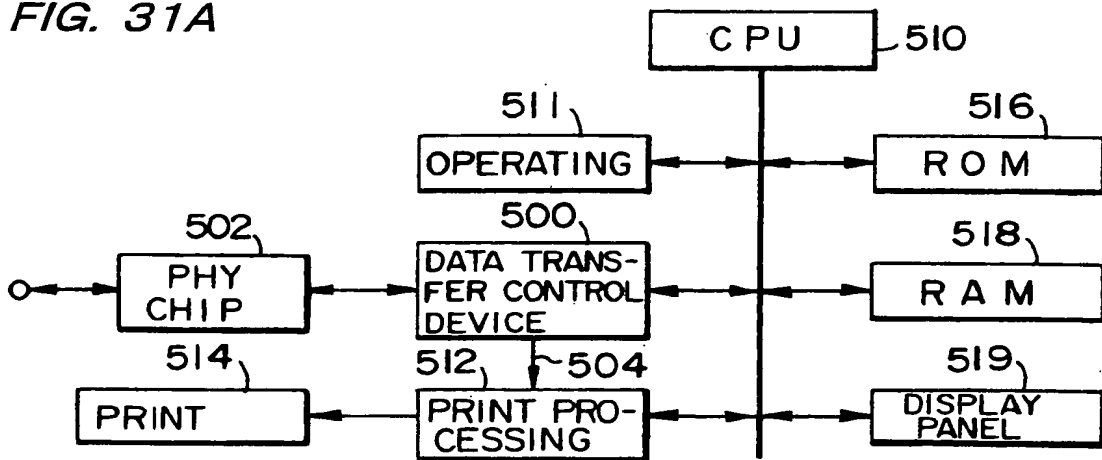 FIG. 31A
CPU
510
511
OPERATING
516
ROM
502
PHY
CHIP
500
DATA TRANS-
FER CONTROL
DEVICE
518
RAM
514
PRINT
512
504
PRINT PRO-
CESSING
519
DISPLAY
PANEL